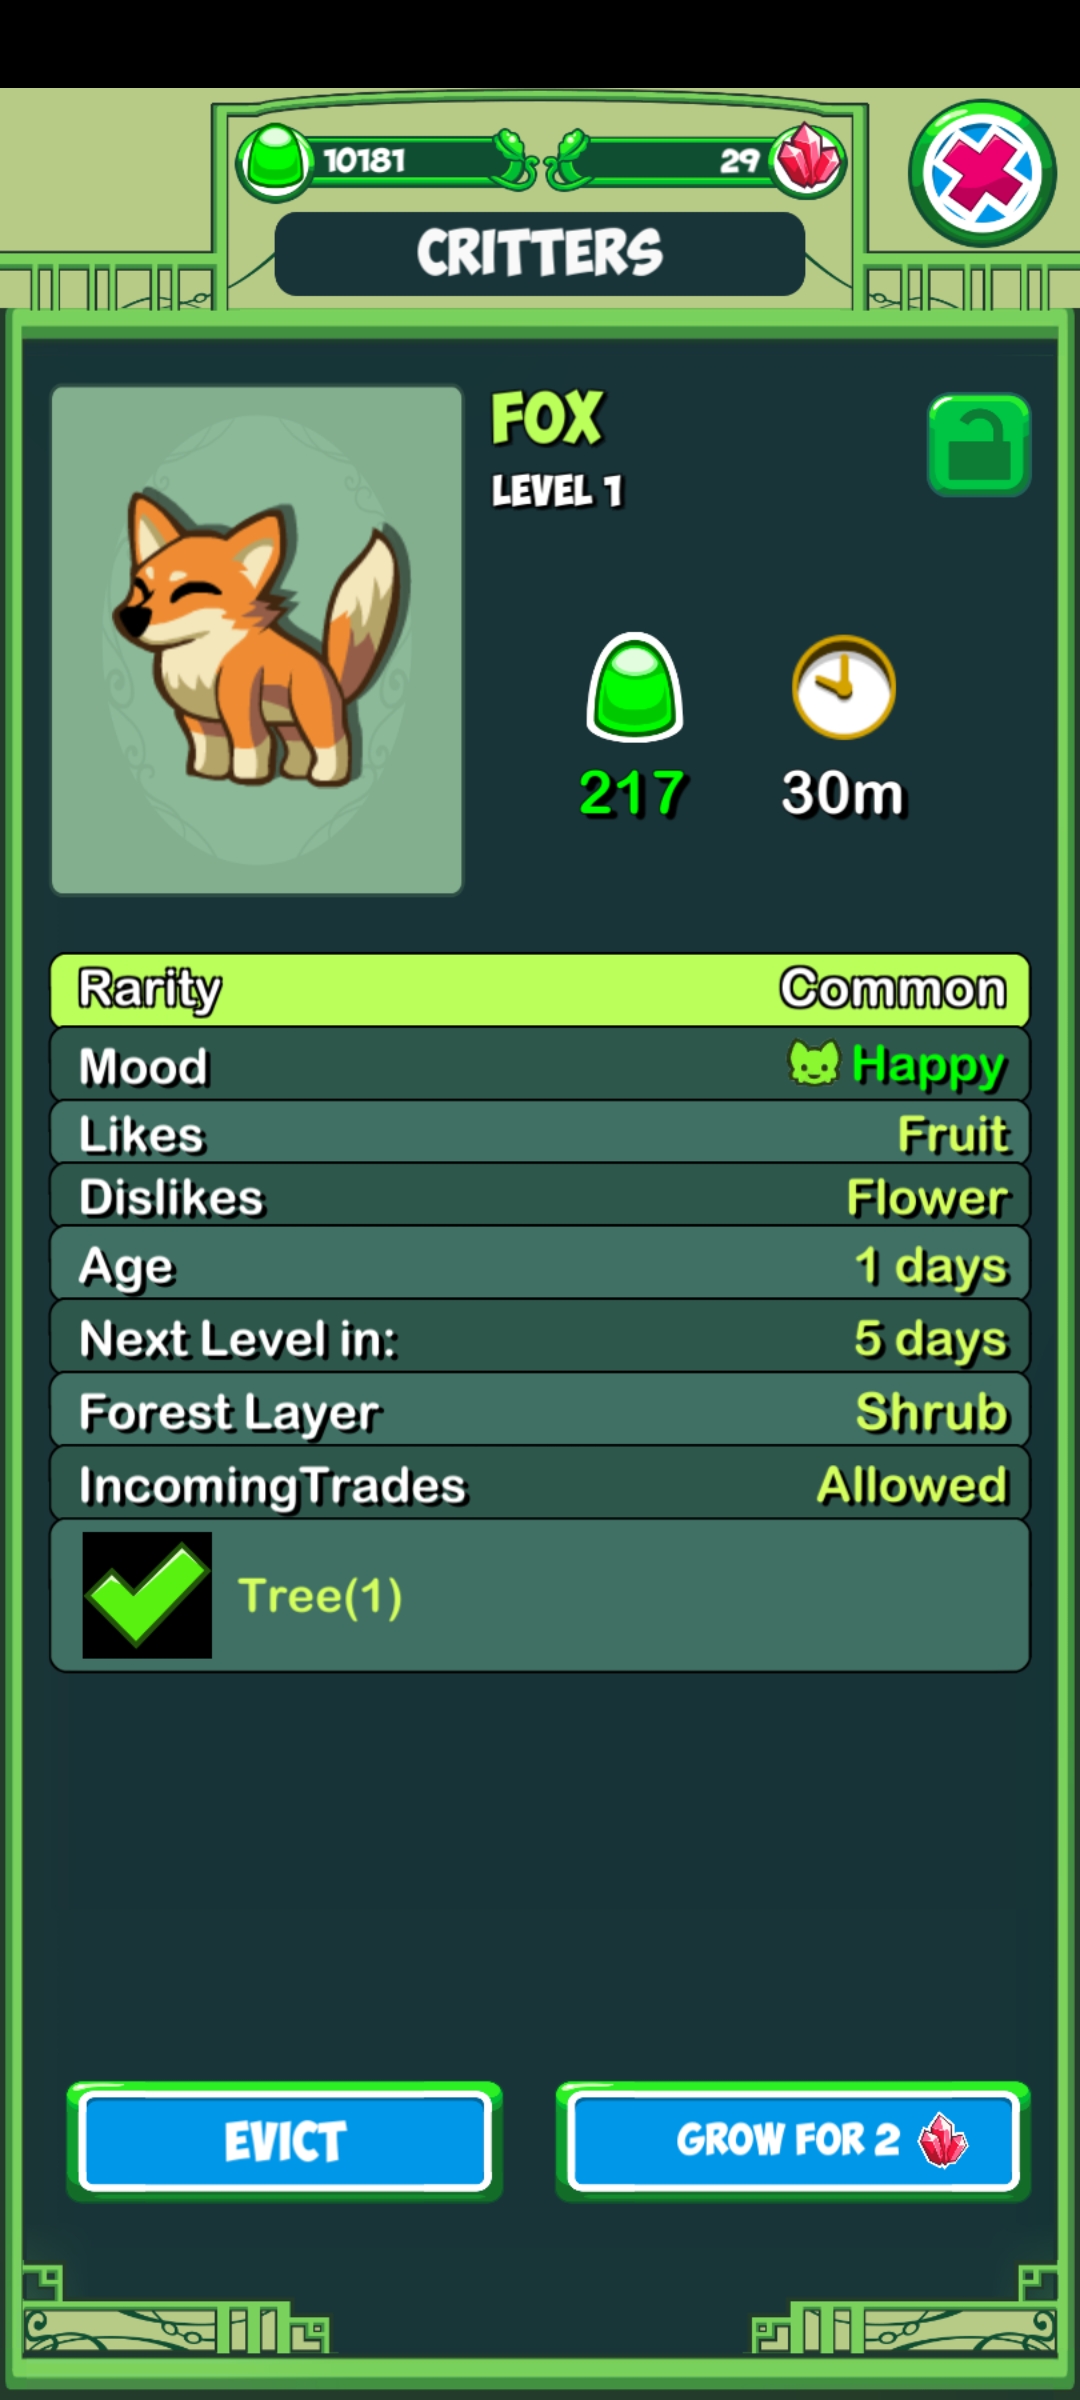 10181
29
CRITTERS
FOX
LEVEL 1
217
30m
Rarity Common
Mood Happy
Likes Fruit
Dislikes Flower
Age 1 days
Next Level in: 5 days
Forest Layer Shrub
IncomingTrades Allowed
Tree(1)
EVICT
GROW FOR 2